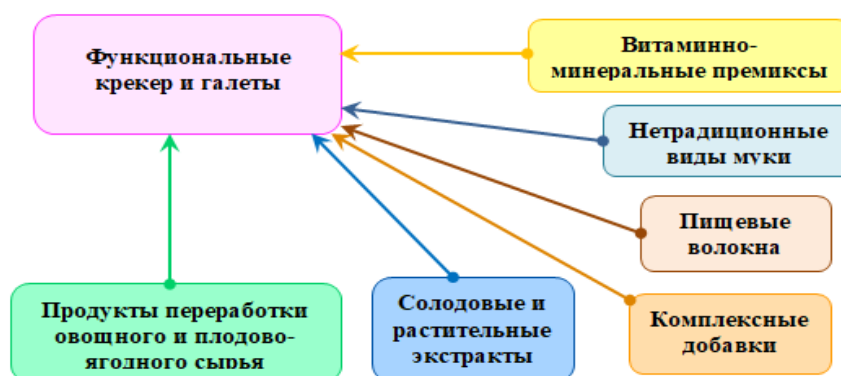 Функциональные
крекер и галеты
Витаминно-
минеральные премиксы
Нетрадиционные
виды муки
Пищевые
волокна
Комплексные
добавки
Солодовые и
растительные
экстракты
Продукты переработки
овощного и плодово-
ягодного сырья